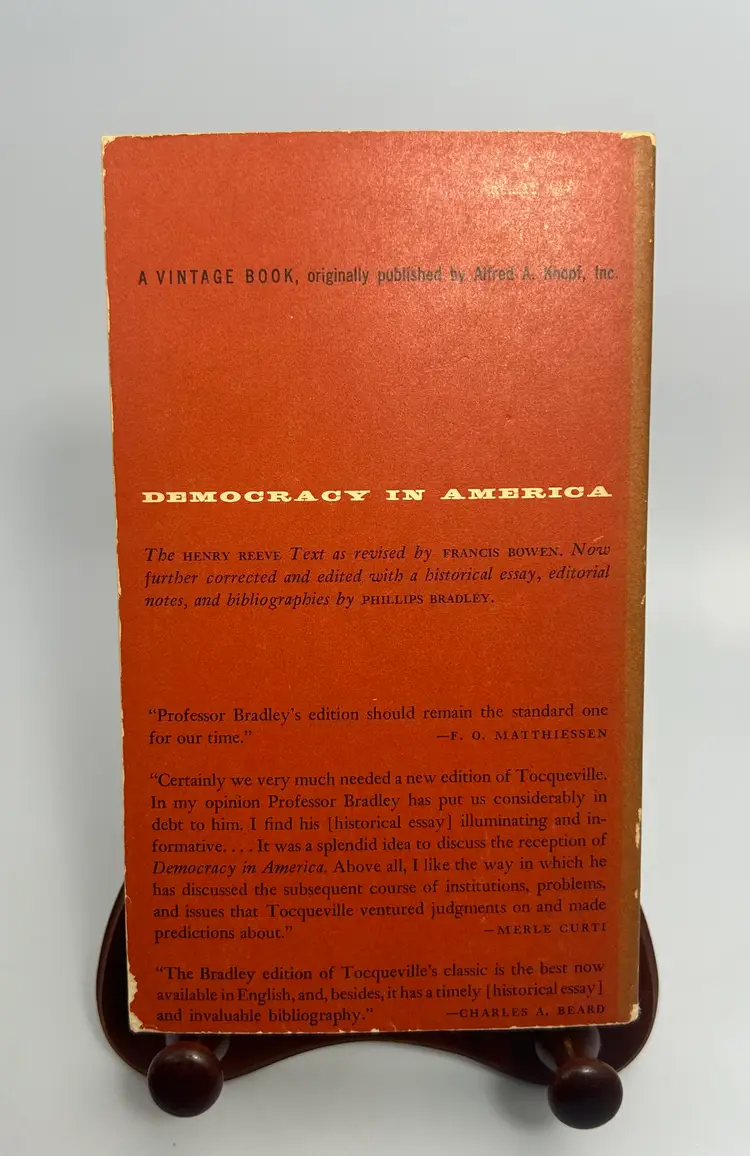 A VINTAGE BOOK, originally published by Alfred A. Knopf, Inc.
DEMOCRACY IN AMERICA
The HENRY REEVE Text as revised by FRANCIS BOWEN. Now
further corrected and edited with a historical essay, editorial
notes, and bibliographies by PHILLIPS BRADLEY.
“Professor Bradley's edition should remain the standard one
for our time.” —F. O. MATTHIESSEN
“Certainly we very much needed a new edition of Tocqueville.
In my opinion Professor Bradley has put us considerably in
debt to him. I find his [historical essay] illuminating and in-
formative. . . . It was a splendid idea to discuss the reception of
Democracy in America. Above all, I like the way in which he
has discussed the subsequent course of institutions, problems,
and issues that Tocqueville ventured judgments on and made
predictions about.” —MERLE CURTI
“The Bradley edition of Tocqueville's classic is the best now
available in English, and, besides, it has a timely [historical essay]
and invaluable bibliography.” —CHARLES A. BEARD